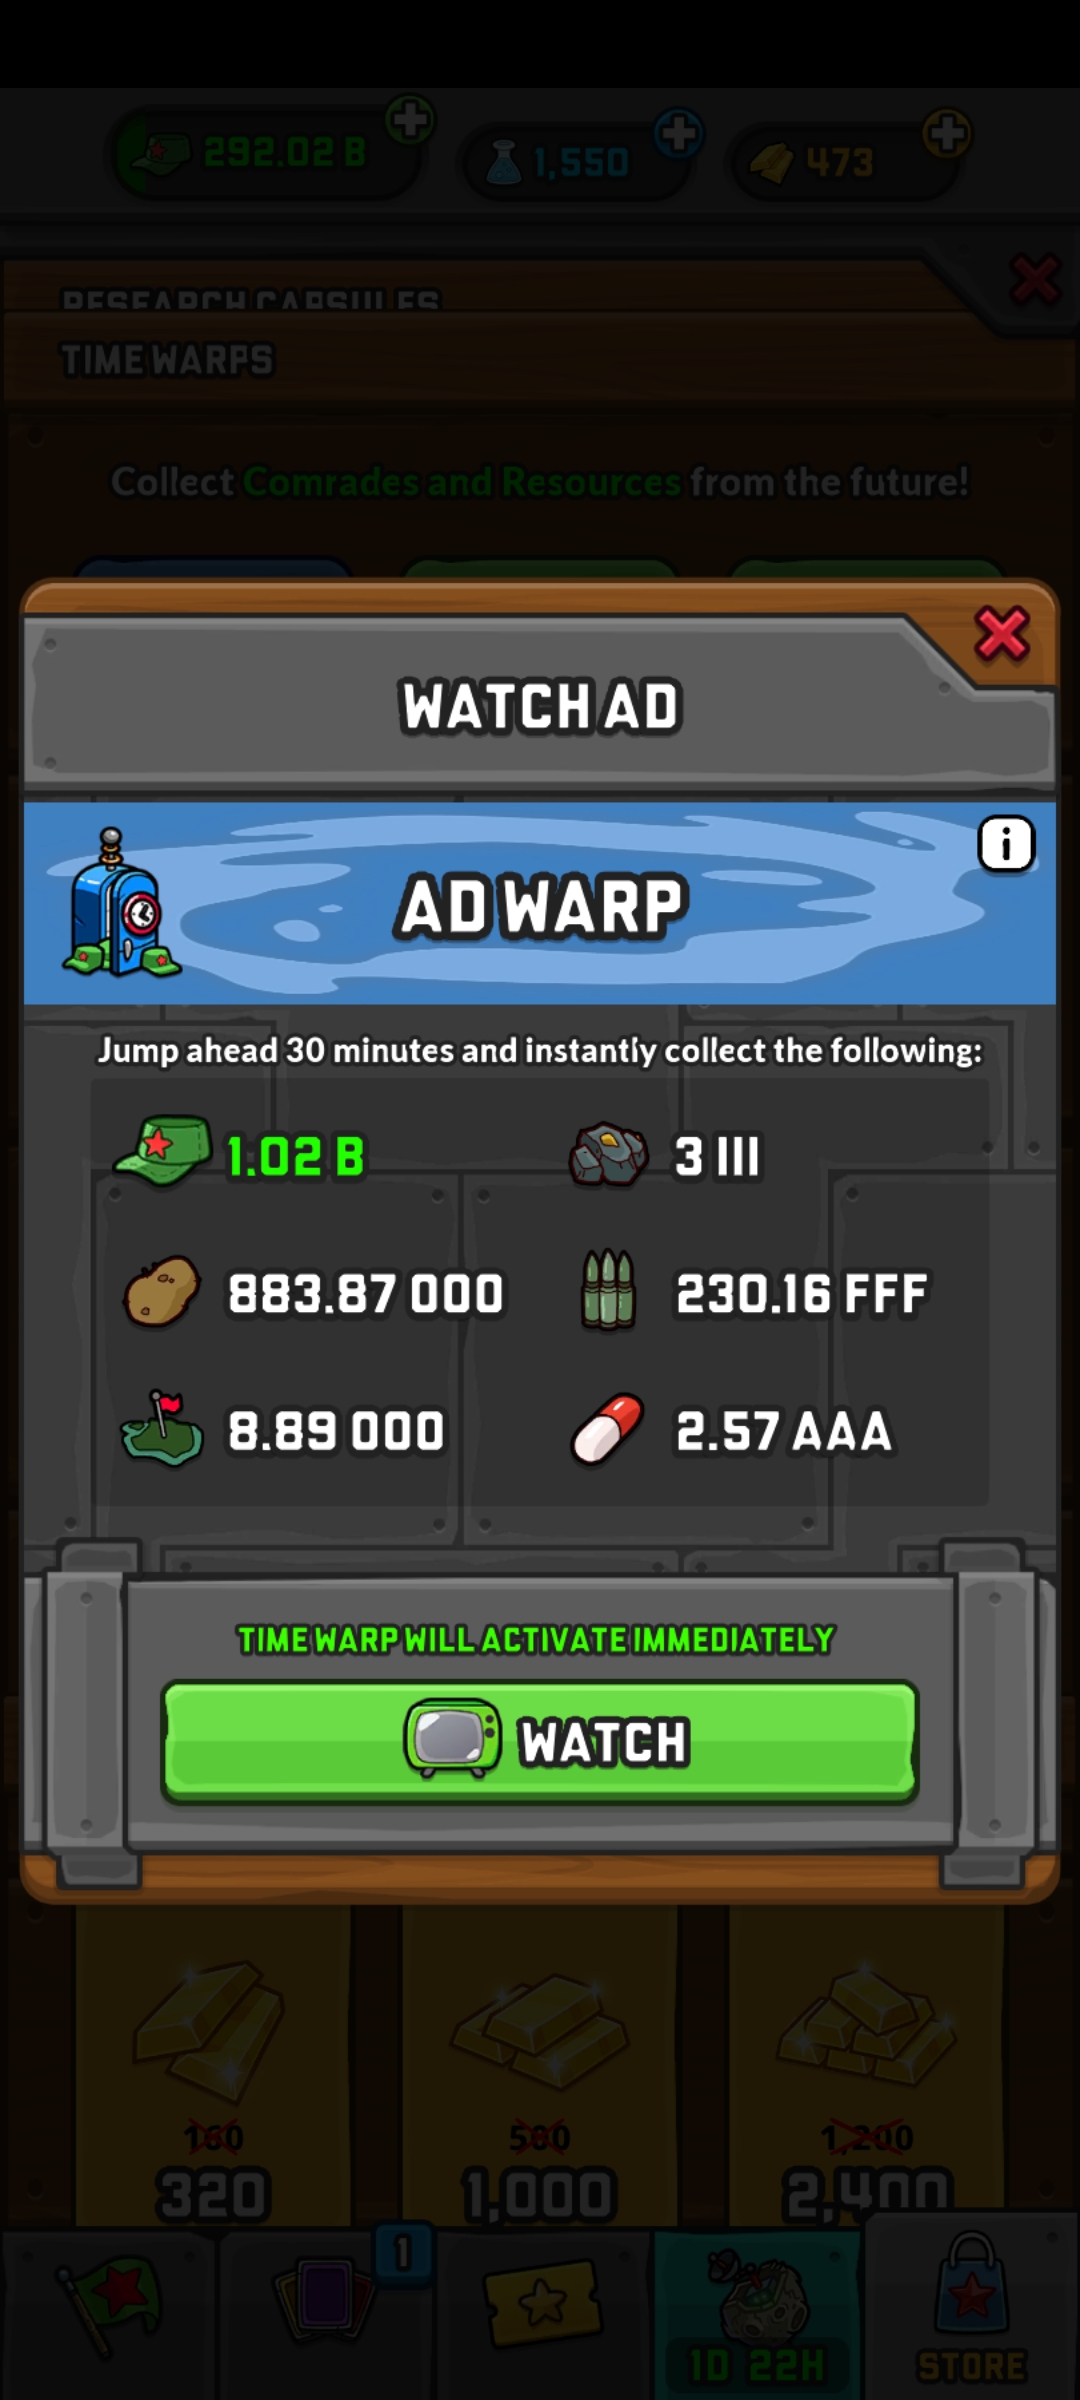 292.02 B
1,550
473
RESEARCH CAPSULES
TIME WARPS
Collect Comrades and Resources from the future!
WATCH AD
AD WARP
i
Jump ahead 30 minutes and instantly collect the following:
1.02 B
3 III
883.87 OOO
230.16 FFF
8.89 OOO
2.57 AAA
TIME WARP WILL ACTIVATE IMMEDIATELY
WATCH
160 500 1,200
320 1,000 2,400
1
1D 22H
STORE